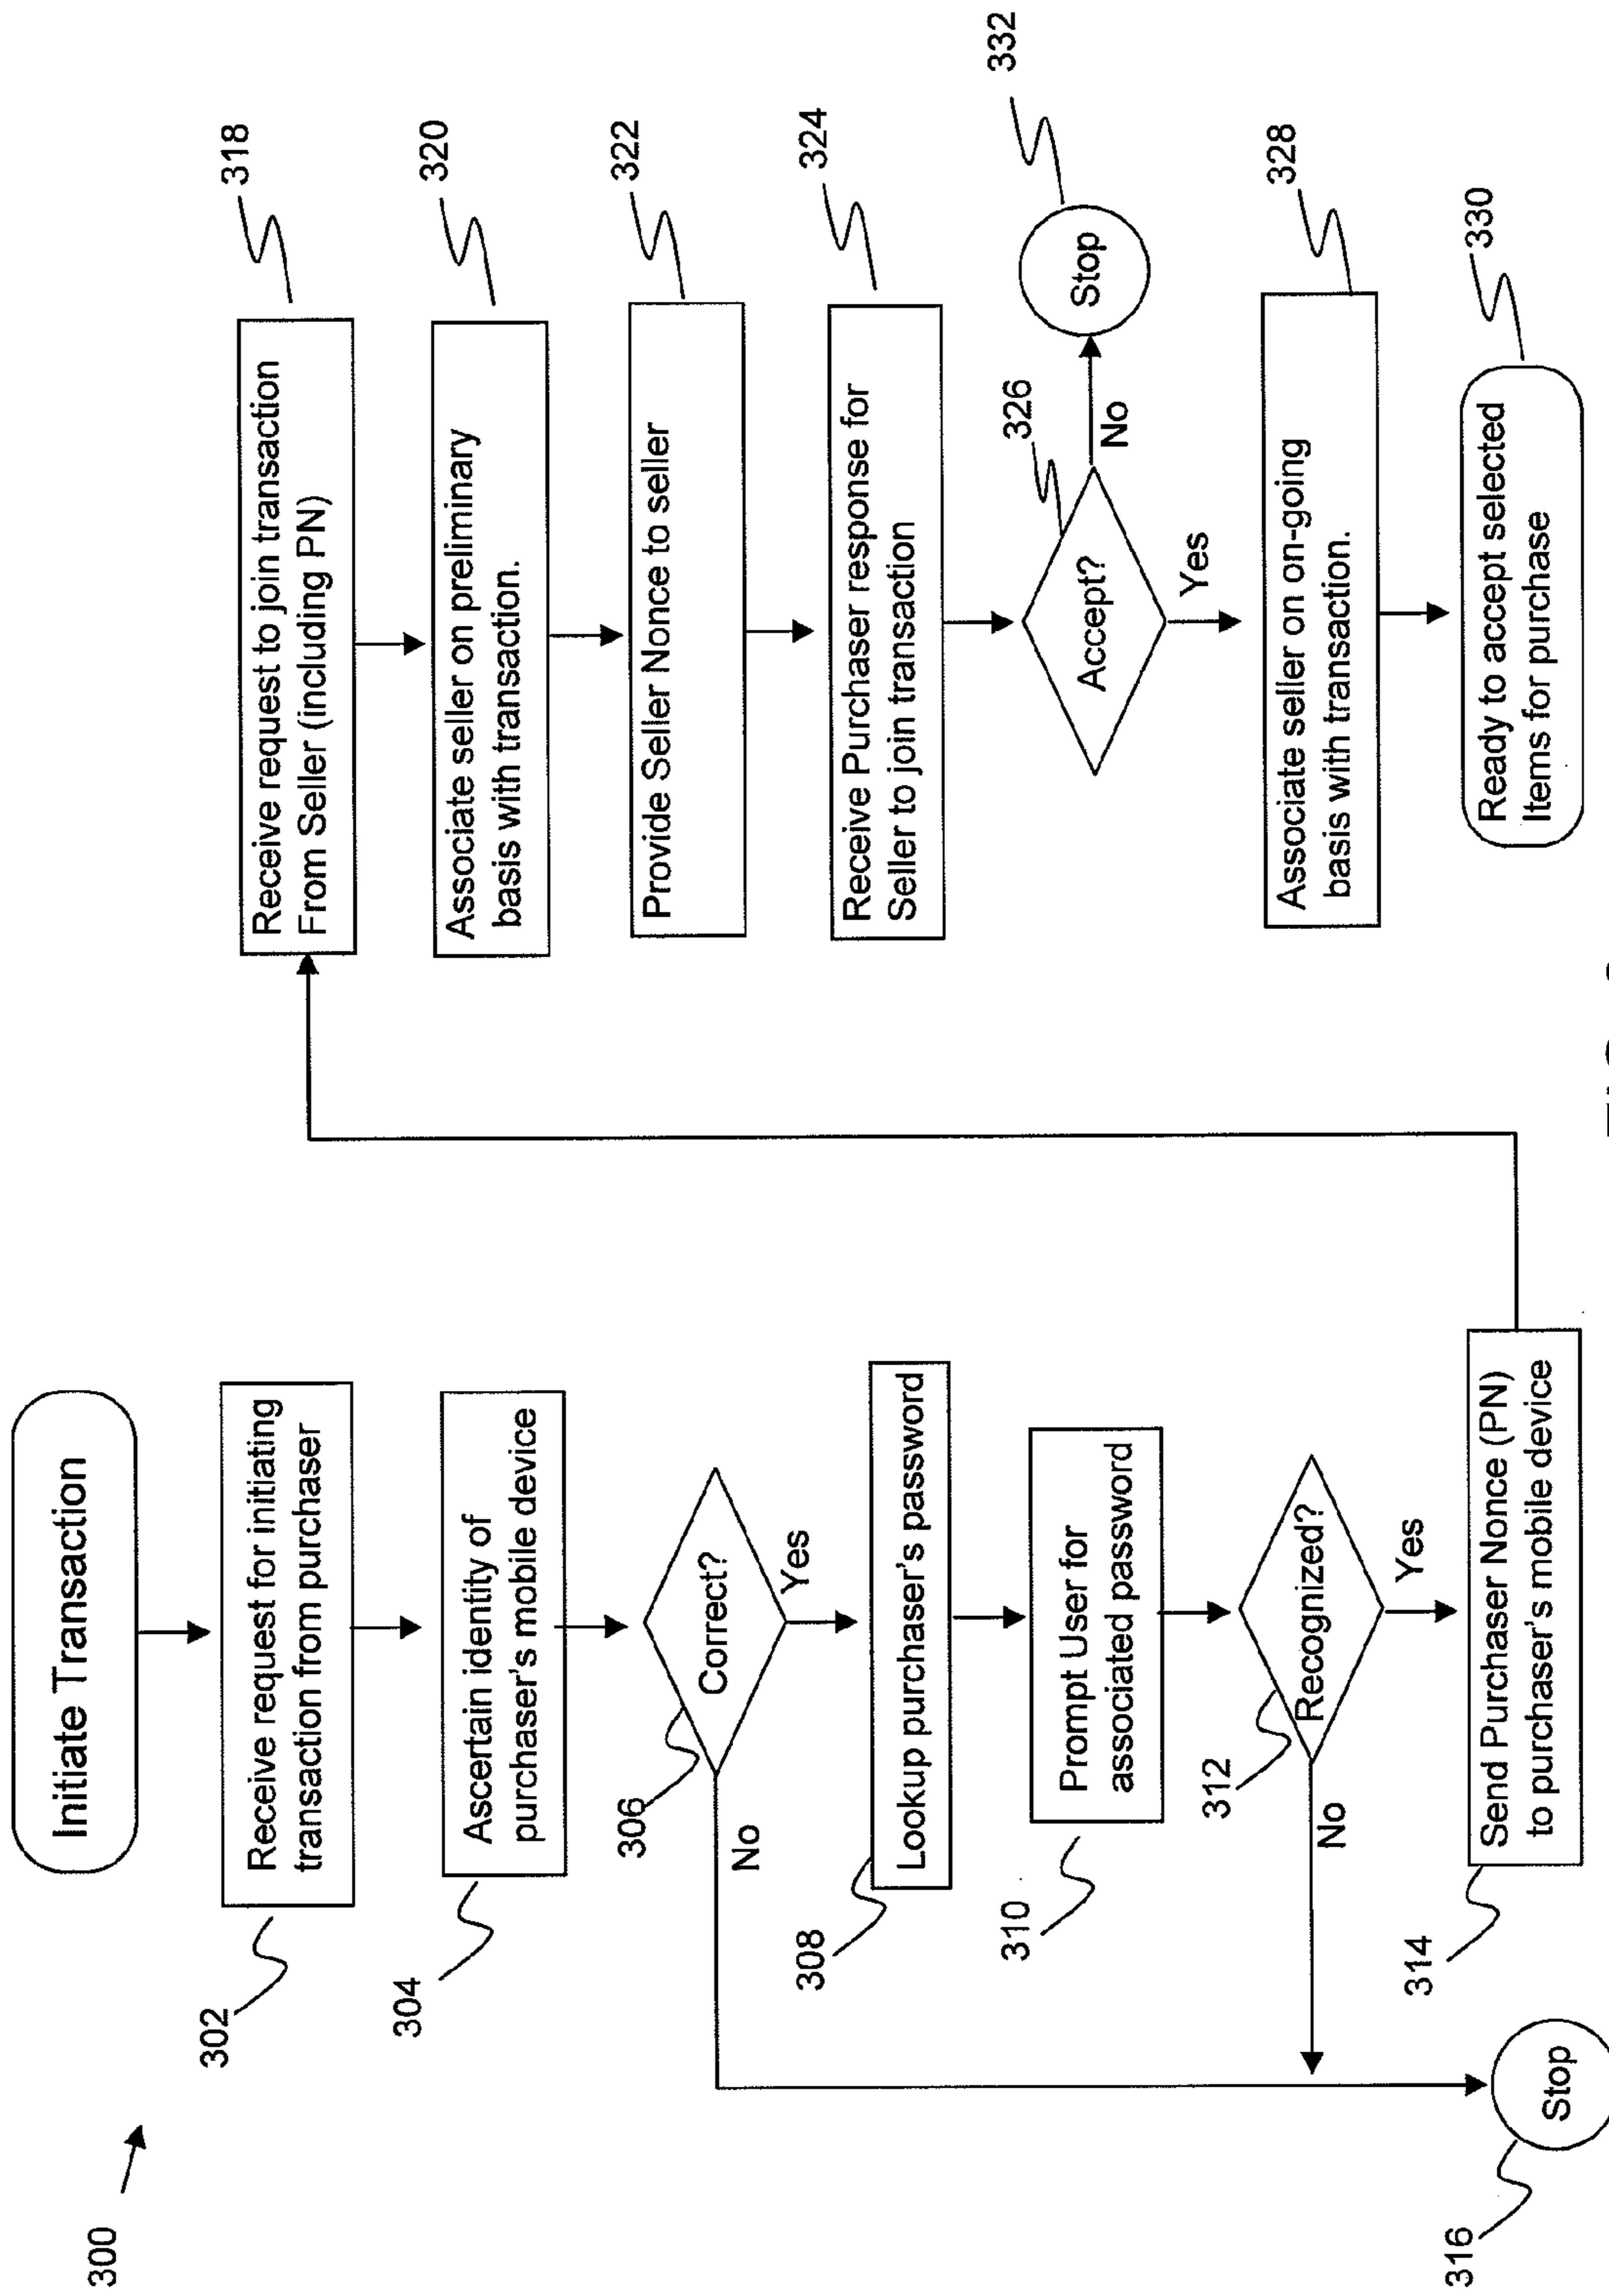 300
Initiate Transaction
302
Receive request for initiating
transaction from purchaser
304
Ascertain identity of
purchaser's mobile device
306
Correct?
No
Yes
308
Lookup purchaser's password
310
Prompt User for
associated password
312
Recognized?
No
Yes
314
Send Purchaser Nonce (PN)
to purchaser's mobile device
316
Stop
318
Receive request to join transaction
From Seller (including PN)
320
Associate seller on preliminary
basis with transaction.
322
Provide Seller Nonce to seller
324
Receive Purchaser response for
Seller to join transaction
326
Accept?
No
Stop
332
Yes
328
Associate seller on on-going
basis with transaction.
330
Ready to accept selected
Items for purchase